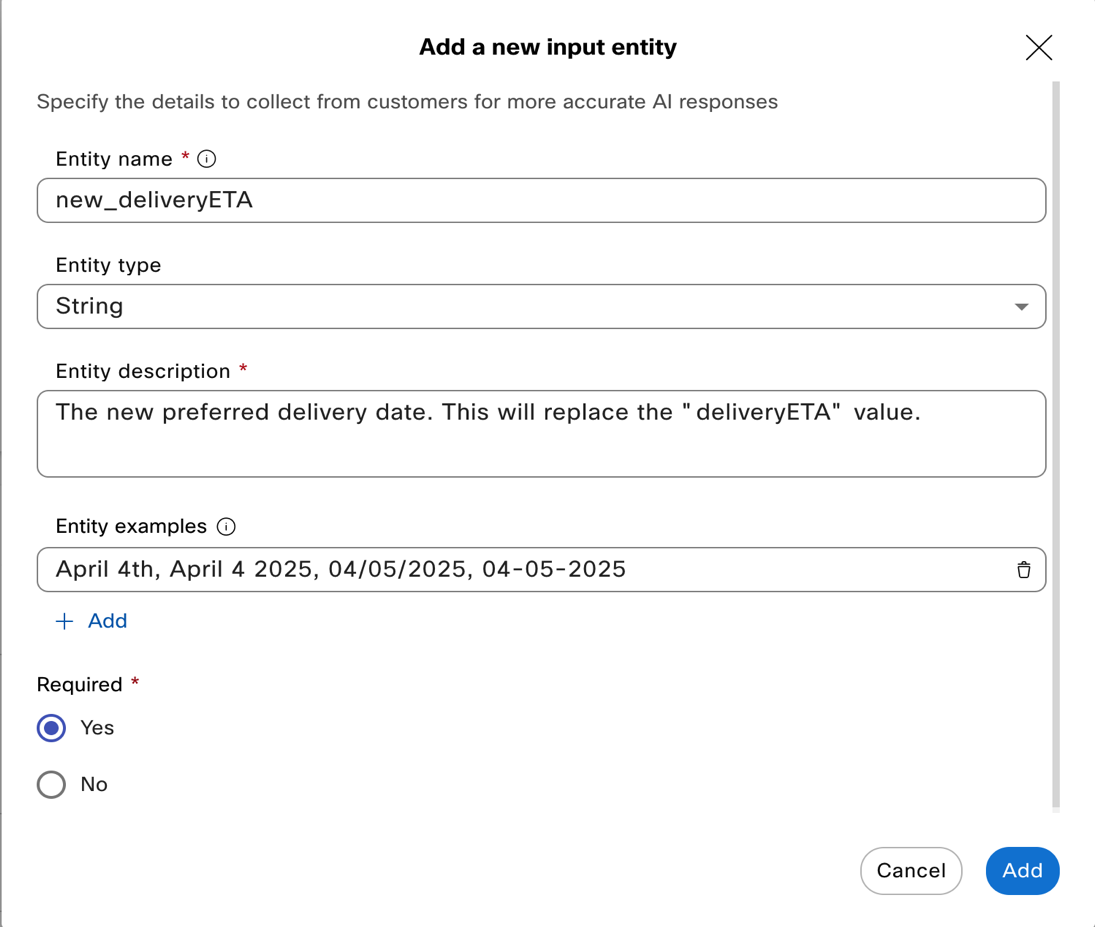 Add a new input entity
Specify the details to collect from customers for more accurate AI responses
Entity name *
new_deliveryETA
Entity type
String
Entity description *
The new preferred delivery date. This will replace the "deliveryETA" value.
Entity examples
April 4th, April 4 2025, 04/05/2025, 04-05-2025
+ Add
Required *
Yes
No
Cancel
Add